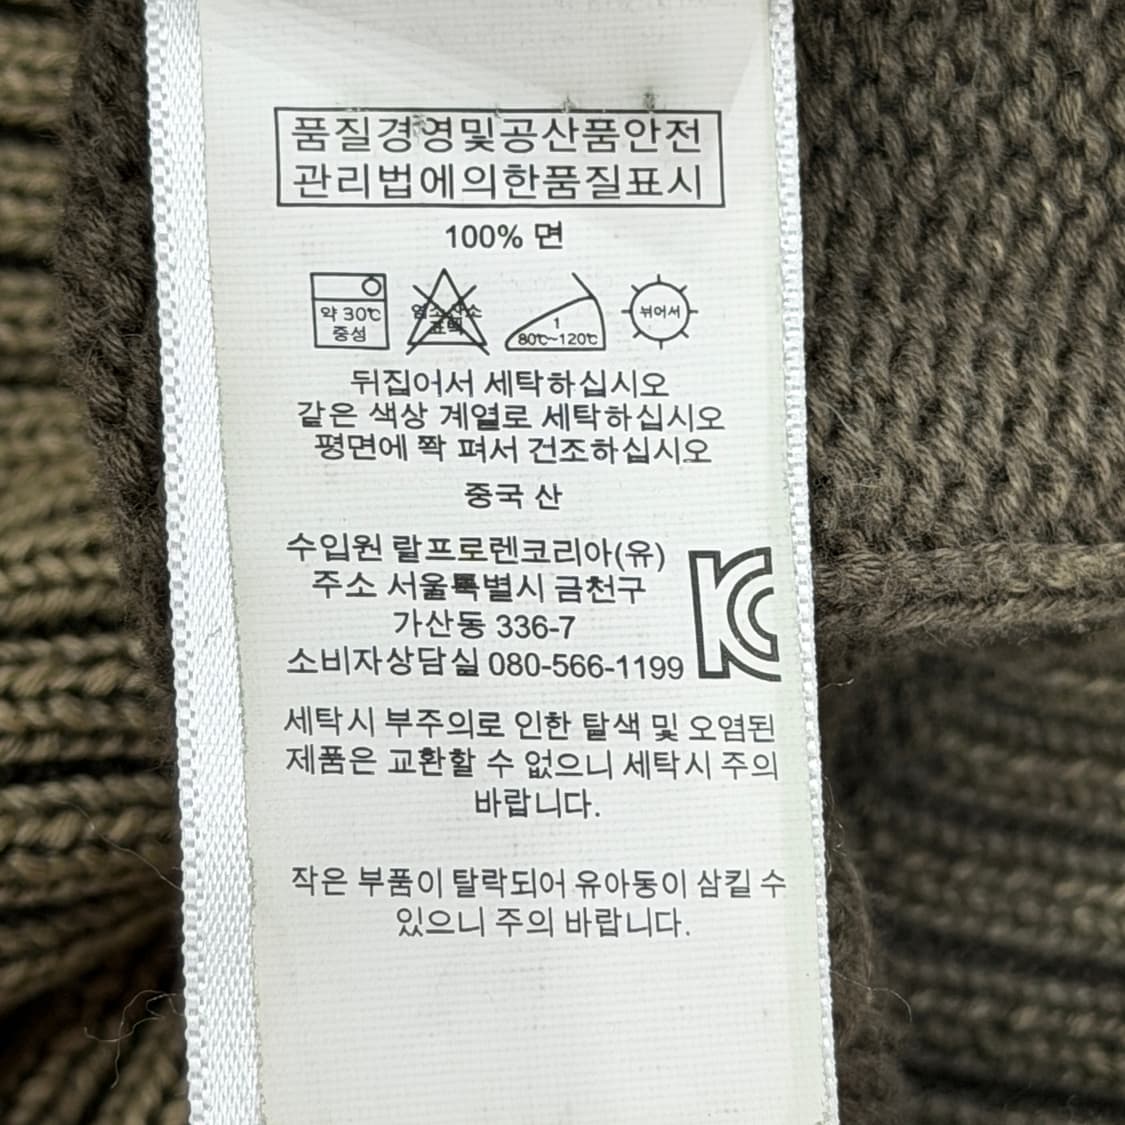 품질경영및공산품안전
관리법에의한품질표시
100% 면
약 30℃
중성
염소산소
표백
1
80℃~120℃
뉘어서
뒤집어서 세탁하십시오
같은 색상 계열로 세탁하십시오
평면에 쫙 펴서 건조하십시오
중국 산
수입원 랄프로렌코리아(유)
주소 서울특별시 금천구
가산동 336-7
소비자상담실 080-566-1199
KC
세탁시 부주의로 인한 탈색 및 오염된
제품은 교환할 수 없으니 세탁시 주의
바랍니다.
작은 부품이 탈락되어 유아동이 삼킬 수
있으니 주의 바랍니다.